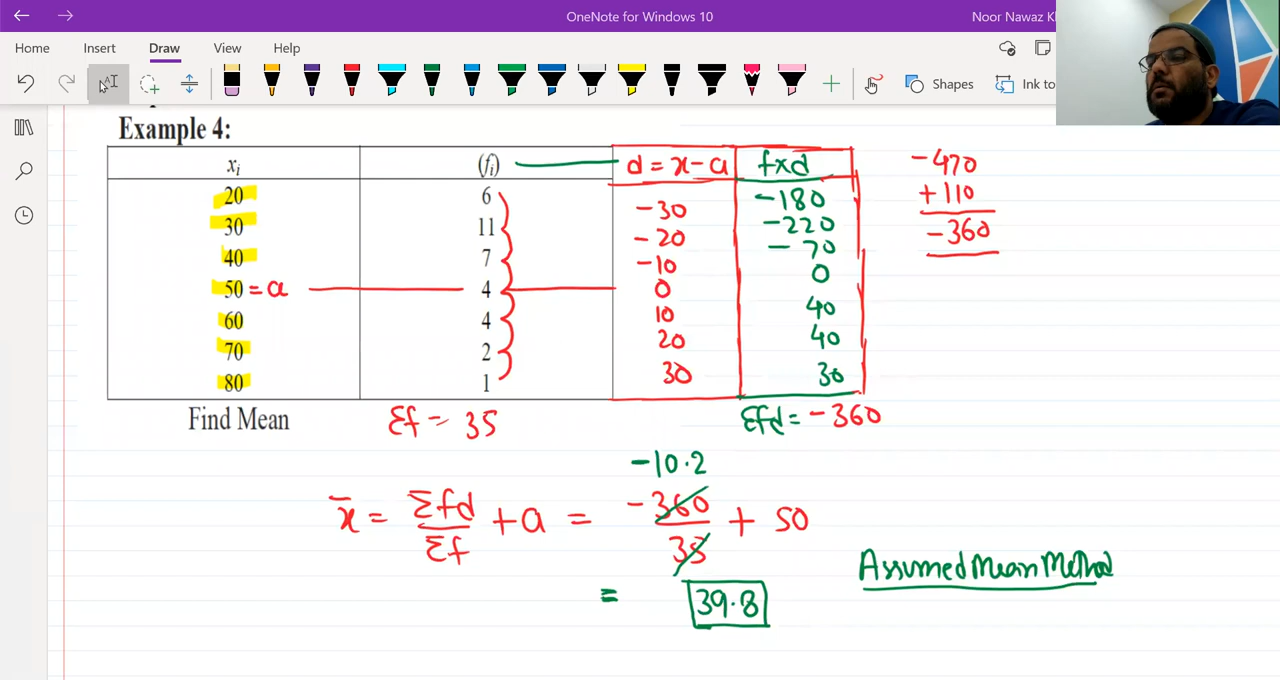 OneNote for Windows 10
Noor Nawaz Kh
Home Insert Draw View Help
Shapes
Ink to
Example 4:
xᵢ (fᵢ) d = x - a f×d
20 6 -30 -180
30 11 -20 -220
40 7 -10 -70
50 = a 4 0 0
60 4 10 40
70 2 20 40
80 1 30 30
-470
+110
-360
Find Mean Σf = 35 Σfd = -360
-10.2
x̄ = Σfd/Σf + a = -360/35 + 50
= 39.8
Assumed Mean Method